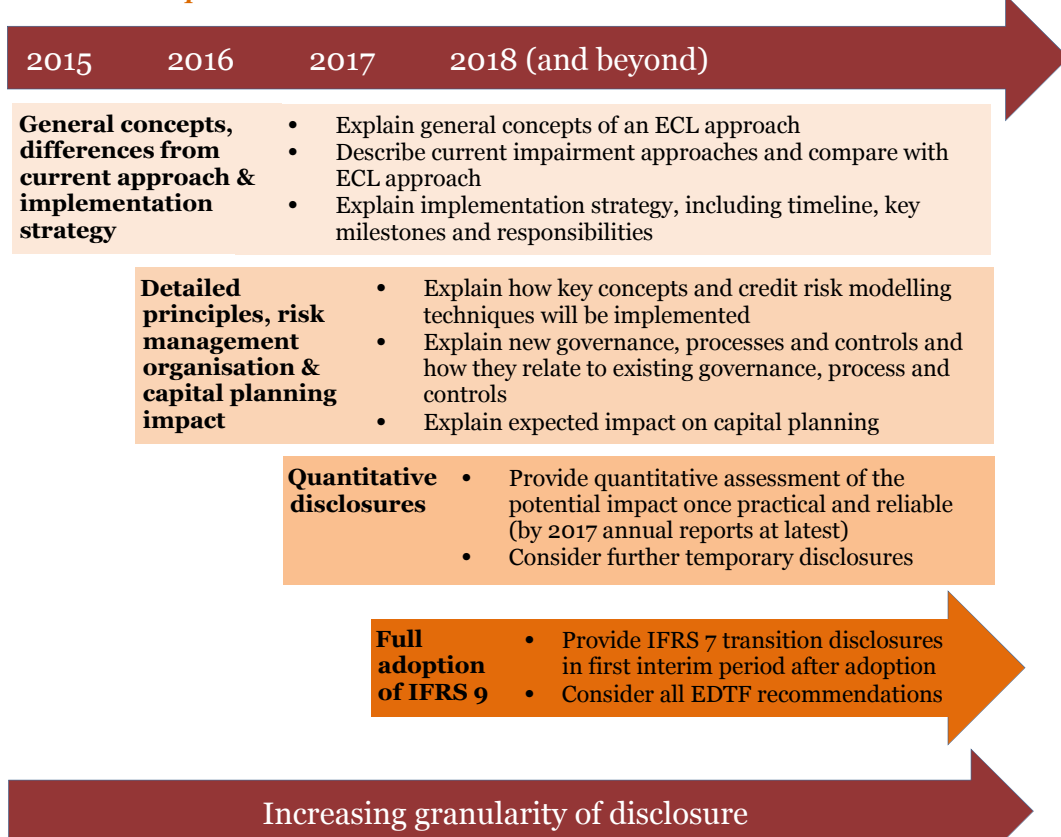 2015 2016 2017 2018 (and beyond)
General concepts,
differences from
current approach &
implementation
strategy
• Explain general concepts of an ECL approach
• Describe current impairment approaches and compare with
ECL approach
• Explain implementation strategy, including timeline, key
milestones and responsibilities
Detailed
principles, risk
management
organisation &
capital planning
impact
• Explain how key concepts and credit risk modelling
techniques will be implemented
• Explain new governance, processes and controls and
how they relate to existing governance, process and
controls
• Explain expected impact on capital planning
Quantitative
disclosures
• Provide quantitative assessment of the
potential impact once practical and reliable
(by 2017 annual reports at latest)
• Consider further temporary disclosures
Full
adoption
of IFRS 9
• Provide IFRS 7 transition disclosures
in first interim period after adoption
• Consider all EDTF recommendations
Increasing granularity of disclosure